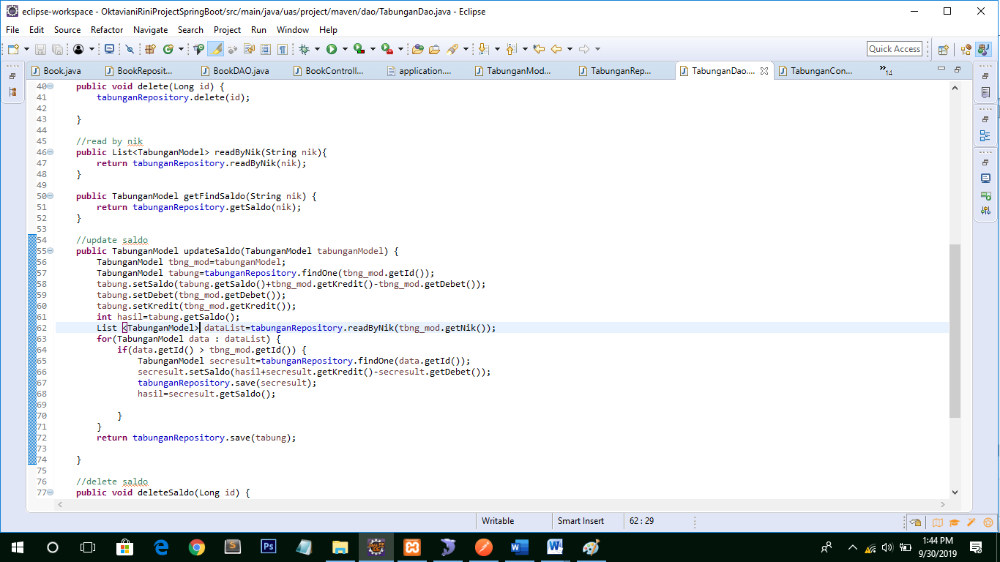 eclipse-workspace - OktavianiRiniProjectSpringBoot/src/main/java/uas/project/maven/dao/TabunganDao.java - Eclipse
File Edit Source Refactor Navigate Search Project Run Window Help
Quick Access
Book.java BookReposit... BookDAO.java BookControll... application.... TabunganMod... TabunganRep... TabunganDao.... TabunganCon... »14
40 public void delete(Long id) {
41 tabunganRepository.delete(id);
42
43 }
44
45 //read by nik
46 public List<TabunganModel> readByNik(String nik){
47 return tabunganRepository.readByNik(nik);
48 }
49
50 public TabunganModel getFindSaldo(String nik) {
51 return tabunganRepository.getSaldo(nik);
52 }
53
54 //update saldo
55 public TabunganModel updateSaldo(TabunganModel tabunganModel) {
56 TabunganModel tbng_mod=tabunganModel;
57 TabunganModel tabung=tabunganRepository.findOne(tbng_mod.getId());
58 tabung.setSaldo(tabung.getSaldo()+tbng_mod.getKredit()-tbng_mod.getDebet());
59 tabung.setDebet(tbng_mod.getDebet());
60 tabung.setKredit(tbng_mod.getKredit());
61 int hasil=tabung.getSaldo();
62 List <TabunganModel> dataList=tabunganRepository.readByNik(tbng_mod.getNik());
63 for(TabunganModel data : dataList) {
64 if(data.getId() > tbng_mod.getId()) {
65 TabunganModel secresult=tabunganRepository.findOne(data.getId());
66 secresult.setSaldo(hasil+secresult.getKredit()-secresult.getDebet());
67 tabunganRepository.save(secresult);
68 hasil=secresult.getSaldo();
69
70 }
71 }
72 return tabunganRepository.save(tabung);
73
74 }
75
76 //delete saldo
77 public void deleteSaldo(Long id) {
Writable Smart Insert 62 : 29
1:44 PM
9/30/2019